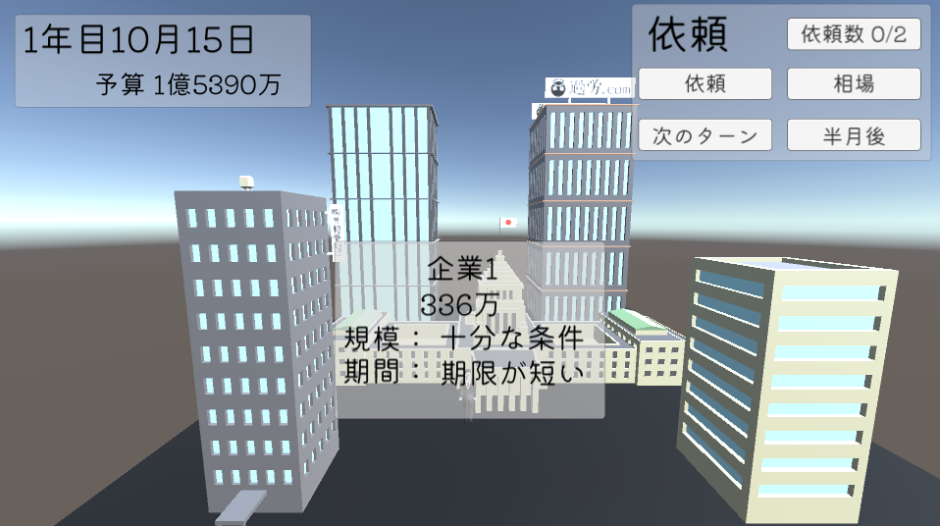 1年目10月15日
予算 1億5390万
依頼
依頼数 0/2
依頼
相場
次のターン
半月後
過労.com
企業1
336万
規模：十分な条件
期間：期限が短い